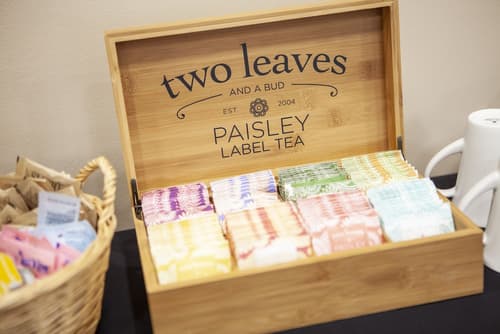 two leaves
AND A BUD
EST 2004
PAISLEY
LABEL TEA